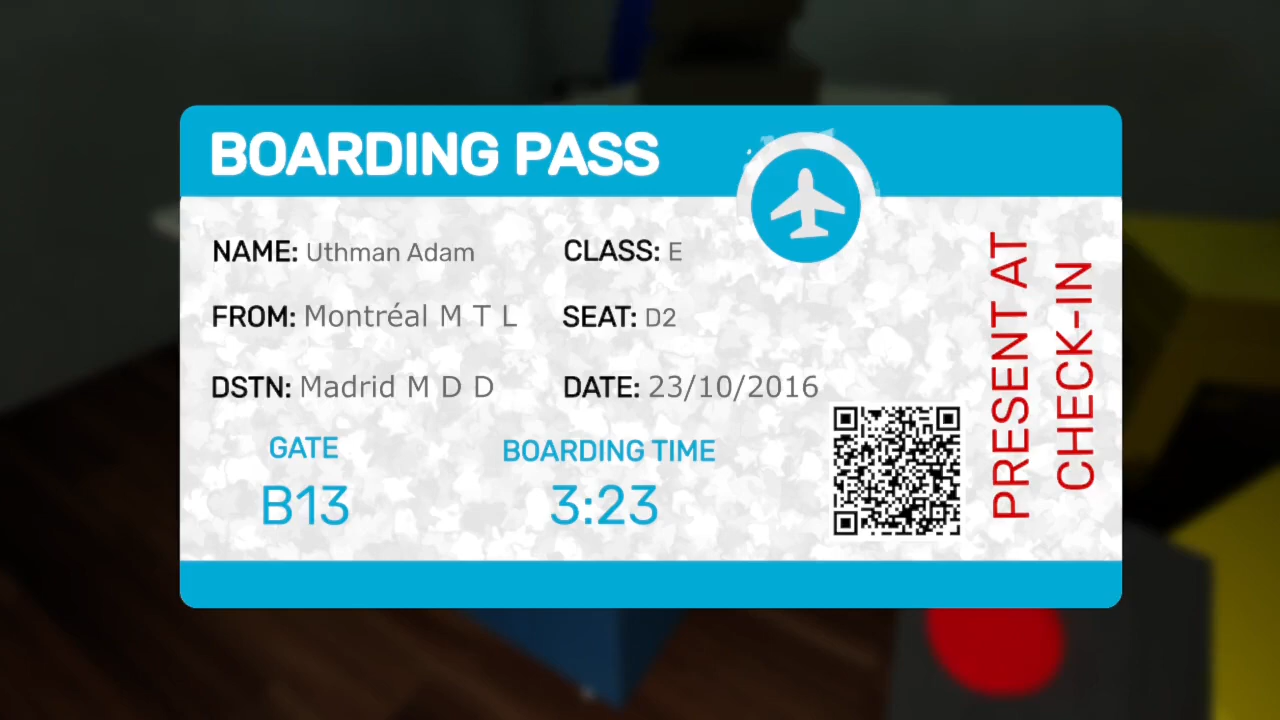 BOARDING PASS
NAME: Uthman Adam
CLASS: E
FROM: Montréal M T L
SEAT: D2
DSTN: Madrid M D D
DATE: 23/10/2016
GATE
B13
BOARDING TIME
3:23
PRESENT AT
CHECK-IN